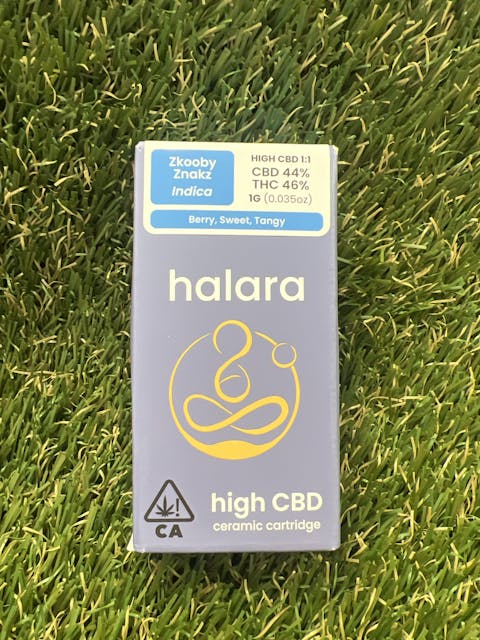 Zkooby
Znakz
Indica
HIGH CBD 1:1
CBD 44%
THC 46%
1G (0.035oz)
Berry, Sweet, Tangy
halara
!
CA
high CBD
ceramic cartridge